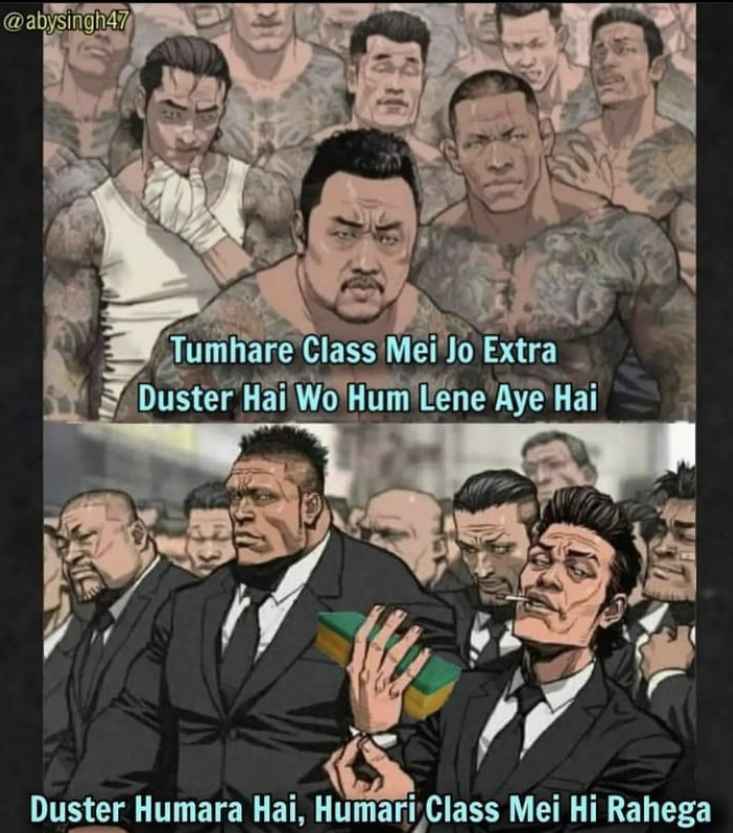 @abysingh47
Tumhare Class Mei Jo Extra
Duster Hai Wo Hum Lene Aye Hai
Duster Humara Hai, Humari Class Mei Hi Rahega